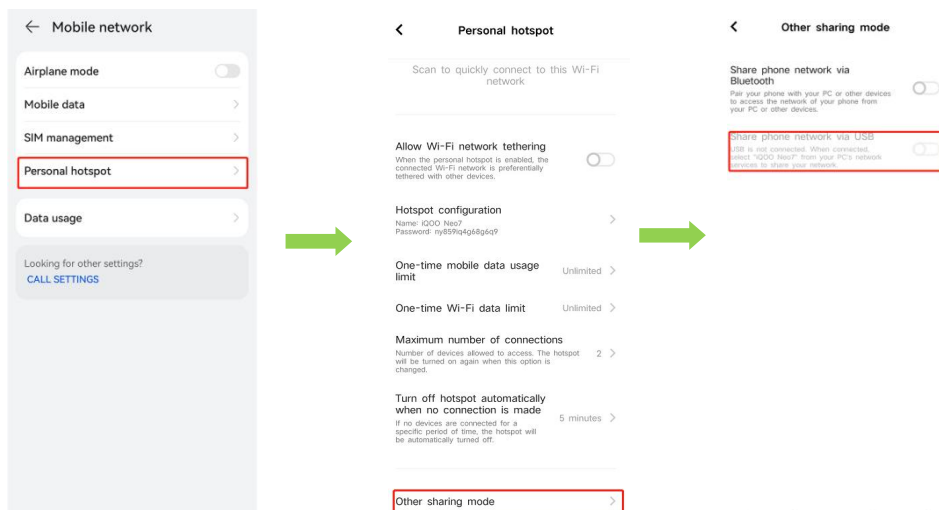 Mobile network
Airplane mode
Mobile data
SIM management
Personal hotspot
Data usage
Looking for other settings?
CALL SETTINGS
Personal hotspot
Scan to quickly connect to this Wi-Fi
network
Allow Wi-Fi network tethering
When the personal hotspot is enabled, the
connected Wi-Fi network is preferentially
tethered with other devices.
Hotspot configuration
Name: iQOO Neo7
Password: ny859iq4g68g6q9
One-time mobile data usage
limit
Unlimited
One-time Wi-Fi data limit
Unlimited
Maximum number of connections
Number of devices allowed to access. The hotspot
will be turned on again when this option is
changed.
2
Turn off hotspot automatically
when no connection is made
If no devices are connected for a
specific period of time, the hotspot will
be automatically turned off.
5 minutes
Other sharing mode
Other sharing mode
Share phone network via
Bluetooth
Pair your phone with your PC or other devices
to access the network of your phone from
your PC or other devices.
Share phone network via USB
USB is not connected. When connected,
select "iQOO Neo7" from your PC's network
services to share your network.